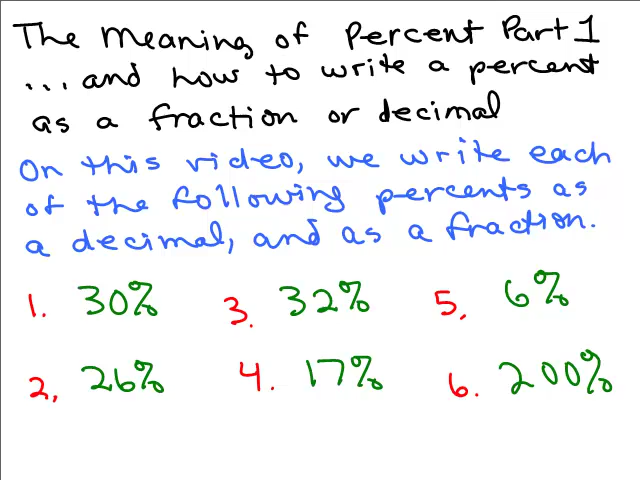 The Meaning of Percent Part 1
... and how to write a percent
as a fraction or decimal
On this video, we write each
of the following percents as
a decimal, and as a fraction.
1. 30% 3. 32% 5. 6%
2. 26% 4. 17% 6. 200%